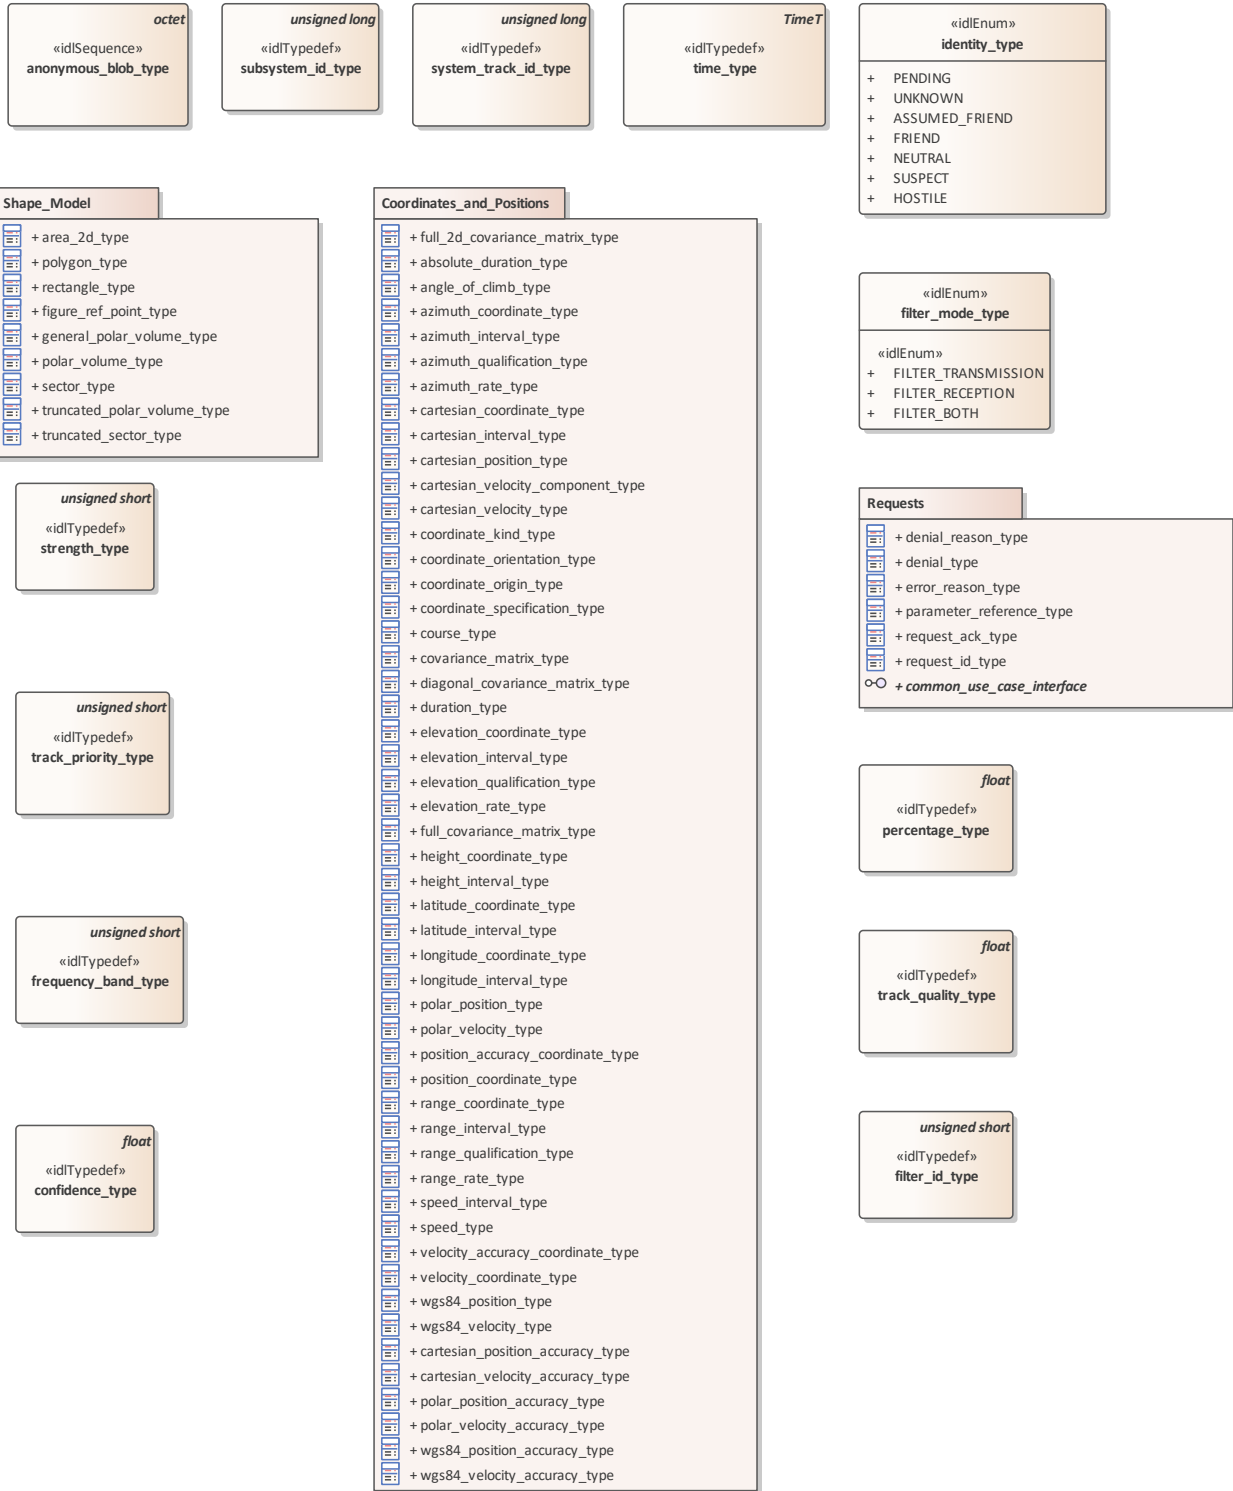 octet
«idlSequence»
anonymous_blob_type
unsigned long
«idlTypedef»
subsystem_id_type
unsigned long
«idlTypedef»
system_track_id_type
TimeT
«idlTypedef»
time_type
«idlEnum»
identity_type
+ PENDING
+ UNKNOWN
+ ASSUMED_FRIEND
+ FRIEND
+ NEUTRAL
+ SUSPECT
+ HOSTILE
Shape_Model
+ area_2d_type
+ polygon_type
+ rectangle_type
+ figure_ref_point_type
+ general_polar_volume_type
+ polar_volume_type
+ sector_type
+ truncated_polar_volume_type
+ truncated_sector_type
unsigned short
«idlTypedef»
strength_type
unsigned short
«idlTypedef»
track_priority_type
unsigned short
«idlTypedef»
frequency_band_type
float
«idlTypedef»
confidence_type
Coordinates_and_Positions
+ full_2d_covariance_matrix_type
+ absolute_duration_type
+ angle_of_climb_type
+ azimuth_coordinate_type
+ azimuth_interval_type
+ azimuth_qualification_type
+ azimuth_rate_type
+ cartesian_coordinate_type
+ cartesian_interval_type
+ cartesian_position_type
+ cartesian_velocity_component_type
+ cartesian_velocity_type
+ coordinate_kind_type
+ coordinate_orientation_type
+ coordinate_origin_type
+ coordinate_specification_type
+ course_type
+ covariance_matrix_type
+ diagonal_covariance_matrix_type
+ duration_type
+ elevation_coordinate_type
+ elevation_interval_type
+ elevation_qualification_type
+ elevation_rate_type
+ full_covariance_matrix_type
+ height_coordinate_type
+ height_interval_type
+ latitude_coordinate_type
+ latitude_interval_type
+ longitude_coordinate_type
+ longitude_interval_type
+ polar_position_type
+ polar_velocity_type
+ position_accuracy_coordinate_type
+ position_coordinate_type
+ range_coordinate_type
+ range_interval_type
+ range_qualification_type
+ range_rate_type
+ speed_interval_type
+ speed_type
+ velocity_accuracy_coordinate_type
+ velocity_coordinate_type
+ wgs84_position_type
+ wgs84_velocity_type
+ cartesian_position_accuracy_type
+ cartesian_velocity_accuracy_type
+ polar_position_accuracy_type
+ polar_velocity_accuracy_type
+ wgs84_position_accuracy_type
+ wgs84_velocity_accuracy_type
«idlEnum»
filter_mode_type
«idlEnum»
+ FILTER_TRANSMISSION
+ FILTER_RECEPTION
+ FILTER_BOTH
Requests
+ denial_reason_type
+ denial_type
+ error_reason_type
+ parameter_reference_type
+ request_ack_type
+ request_id_type
+ common_use_case_interface
float
«idlTypedef»
percentage_type
float
«idlTypedef»
track_quality_type
unsigned short
«idlTypedef»
filter_id_type